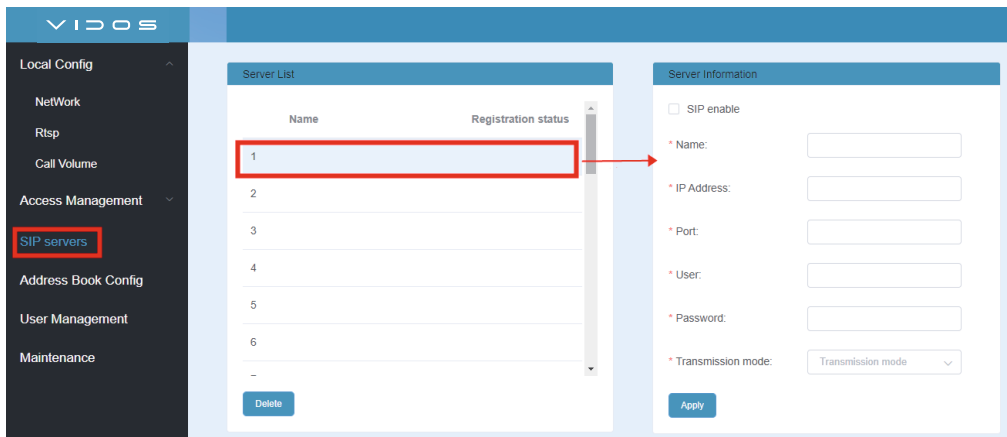 VIDOS
Local Config
NetWork
Rtsp
Call Volume
Access Management
SIP servers
Address Book Config
User Management
Maintenance
Server List
Name Registration status
1
2
3
4
5
6
Delete
Server Information
SIP enable
* Name:
* IP Address:
* Port:
* User:
* Password:
* Transmission mode: Transmission mode
Apply